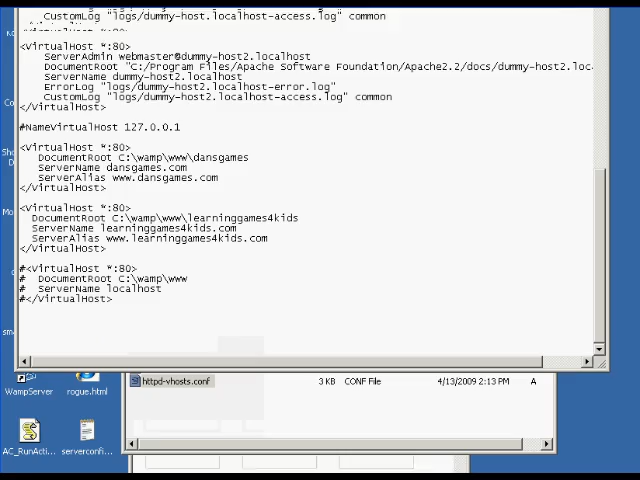 CustomLog "logs/dummy-host.localhost-access.log" common
<VirtualHost *:80>
ServerAdmin webmaster@dummy-host2.localhost
DocumentRoot "C:/Program Files/Apache Software Foundation/Apache2.2/docs/dummy-host2.loc
ServerName dummy-host2.localhost
ErrorLog "logs/dummy-host2.localhost-error.log"
CustomLog "logs/dummy-host2.localhost-access.log" common
</VirtualHost>
#NameVirtualHost 127.0.0.1
<VirtualHost *:80>
DocumentRoot C:\wamp\www\dansgames
ServerName dansgames.com
ServerAlias www.dansgames.com
</VirtualHost>
<VirtualHost *:80>
DocumentRoot C:\wamp\www\learninggames4kids
ServerName learninggames4kids.com
ServerAlias www.learninggames4kids.com
</VirtualHost>
#<VirtualHost *:80>
# DocumentRoot C:\wamp\www
# ServerName localhost
#</VirtualHost>
httpd-vhosts.conf 3 KB CONF File 4/13/2009 2:13 PM A
WampServer rogue.html
AC_RunActi... serverconfi...